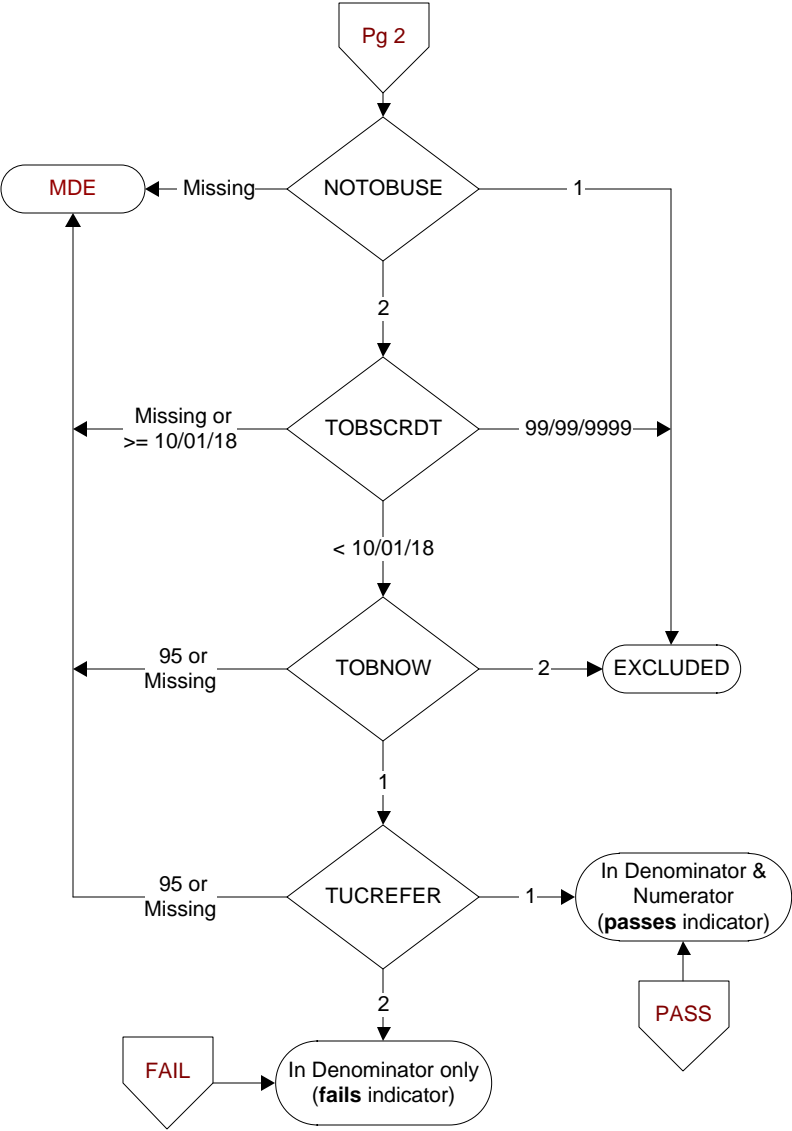 Pg 2
MDE
Missing
NOTOBUSE
1
2
Missing or
>= 10/01/18
TOBSCRDT
99/99/9999
< 10/01/18
95 or
Missing
TOBNOW
2
EXCLUDED
1
95 or
Missing
TUCREFER
1
In Denominator &
Numerator
(passes indicator)
2
PASS
FAIL
In Denominator only
(fails indicator)